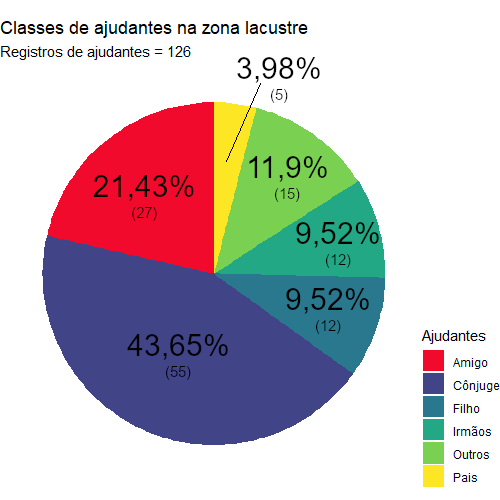 Classes de ajudantes na zona lacustre
Registros de ajudantes = 126
3,98%
(5)
11,9%
(15)
21,43%
(27)
9,52%
(12)
9,52%
(12)
43,65%
(55)
Ajudantes
Amigo
Cônjuge
Filho
Irmãos
Outros
Pais